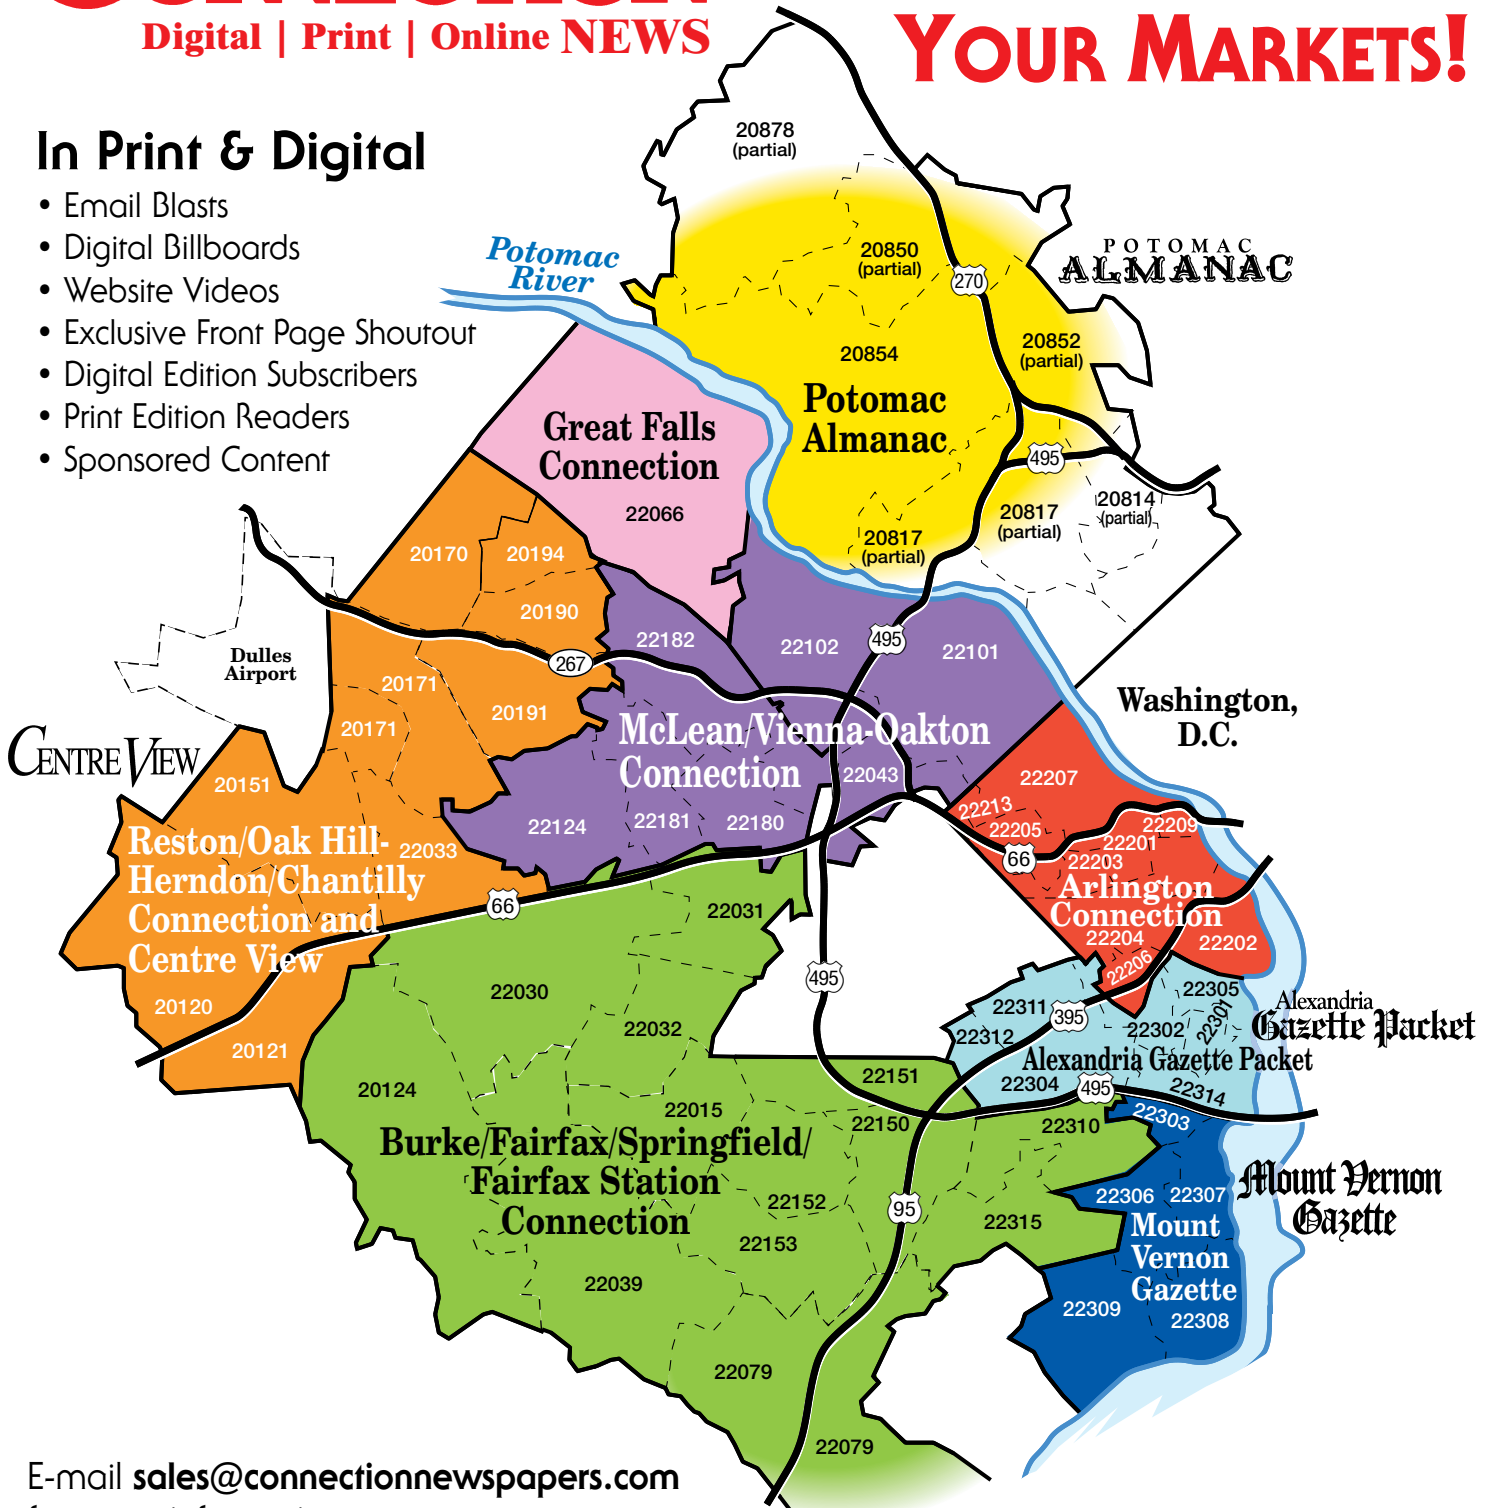 Digital | Print | Online NEWS
YOUR MARKETS!
In Print & Digital
• Email Blasts
• Digital Billboards
• Website Videos
• Exclusive Front Page Shoutout
• Digital Edition Subscribers
• Print Edition Readers
• Sponsored Content
Potomac
River
20878
(partial)
20850
(partial)
270
POTOMAC
ALMANAC
20852
(partial)
20854
Potomac
Almanac
495
20814
(partial)
20817
(partial)
20817
(partial)
Great Falls
Connection
22066
20170
20194
20190
22182
22102
495
22101
Dulles
Airport
267
20171
20171
20191
McLean/Vienna-Oakton
Connection
22043
22124
22181
22180
Washington,
D.C.
CENTREVIEW
20151
Reston/Oak Hill-
Herndon/Chantilly
Connection and
Centre View
22033
66
20120
20121
22207
22213
22205
22209
22201
66
22203
Arlington
Connection
22204
22202
22206
22031
495
22030
22032
22311
395
22312
22305
22301
22302
Alexandria
Gazette Packet
Alexandria Gazette Packet
22304
495
22314
22151
20124
22015
22150
22310
22303
Burke/Fairfax/Springfield/
Fairfax Station
Connection
22152
95
22315
22153
22039
22306
22307
Mount Vernon
Gazette
Mount
Vernon
Gazette
22309
22308
22079
22079
E-mail sales@connectionnewspapers.com